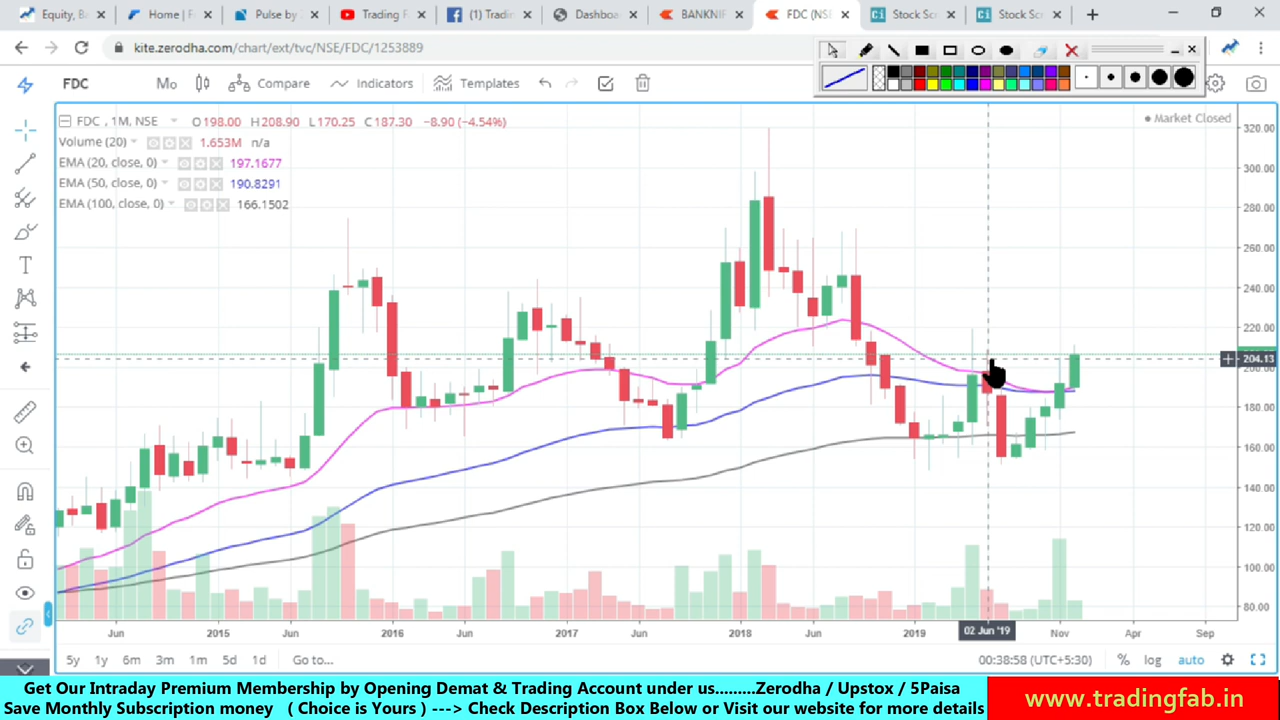 Equity, B
Home | F
Pulse by
Trading F
(1) Tradin
Dashboa
BANKNIF
FDC (NSE
Stock Scr
Stock Scr
kite.zerodha.com/chart/ext/tvc/NSE/FDC/1253889
FDC Mo Compare Indicators Templates
FDC , 1M, NSE O198.00 H208.90 L170.25 C187.30 -8.90 (-4.54%)
Market Closed
Volume (20) 1.653M n/a
EMA (20, close, 0) 197.1677
EMA (50, close, 0) 190.8291
EMA (100, close, 0) 166.1502
320.00
300.00
280.00
260.00
240.00
220.00
204.13
200.00
180.00
160.00
140.00
120.00
100.00
80.00
Jun 2015 Jun 2016 Jun 2017 Jun 2018 Jun 2019 02 Jun '19 Nov Apr Sep
5y 1y 6m 3m 1m 5d 1d Go to... 00:38:58 (UTC+5:30) % log auto
Get Our Intraday Premium Membership by Opening Demat & Trading Account under us.........Zerodha / Upstox / 5Paisa
Save Monthly Subscription money ( Choice is Yours ) ---> Check Description Box Below or Visit our website for more details
www.tradingfab.in